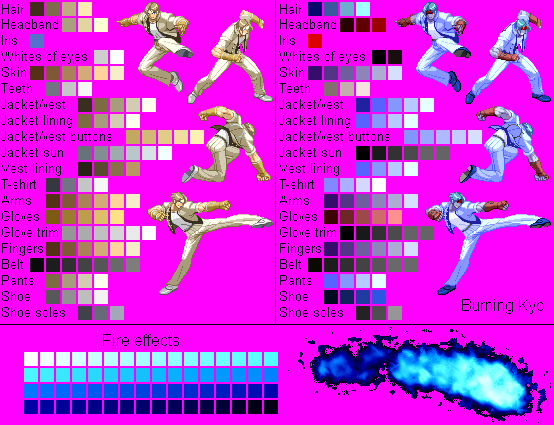 Hair
Headband
Iris
Whites of eyes
Skin
Teeth
Jacket/vest
Jacket lining
Jacket/vest buttons
Jacket sun
Vest lining
T-shirt
Arms
Gloves
Glove trim
Fingers
Belt
Pants
Shoe
Shoe soles
Hair
Headband
Iris
Whites of eyes
Skin
Teeth
Jacket/vest
Jacket lining
Jacket/vest buttons
Jacket sun
Vest lining
T-shirt
Arms
Gloves
Glove trim
Fingers
Belt
Pants
Shoe
Shoe soles
Burning Kyo
Fire effects